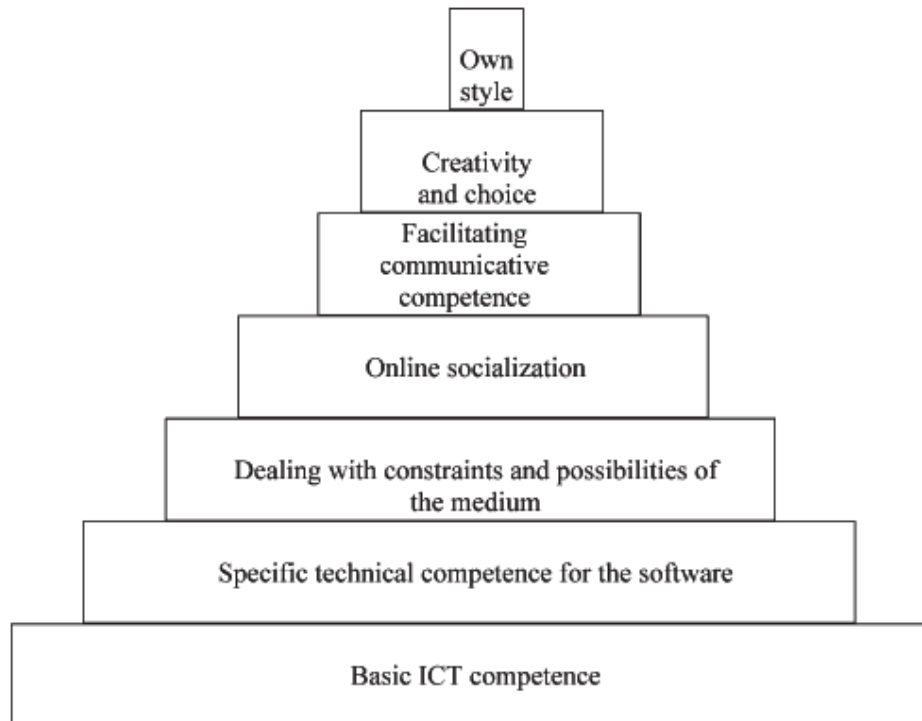 Own
style
Creativity
and choice
Facilitating
communicative
competence
Online socialization
Dealing with constraints and possibilities of
the medium
Specific technical competence for the software
Basic ICT competence